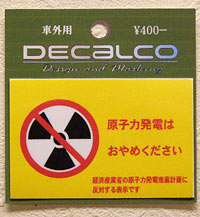 車外用 ¥400-
DECALCO
Design and Marking
原子力発電は
おやめください
経済産業省の原子力発電推進計画に
反対する表示です